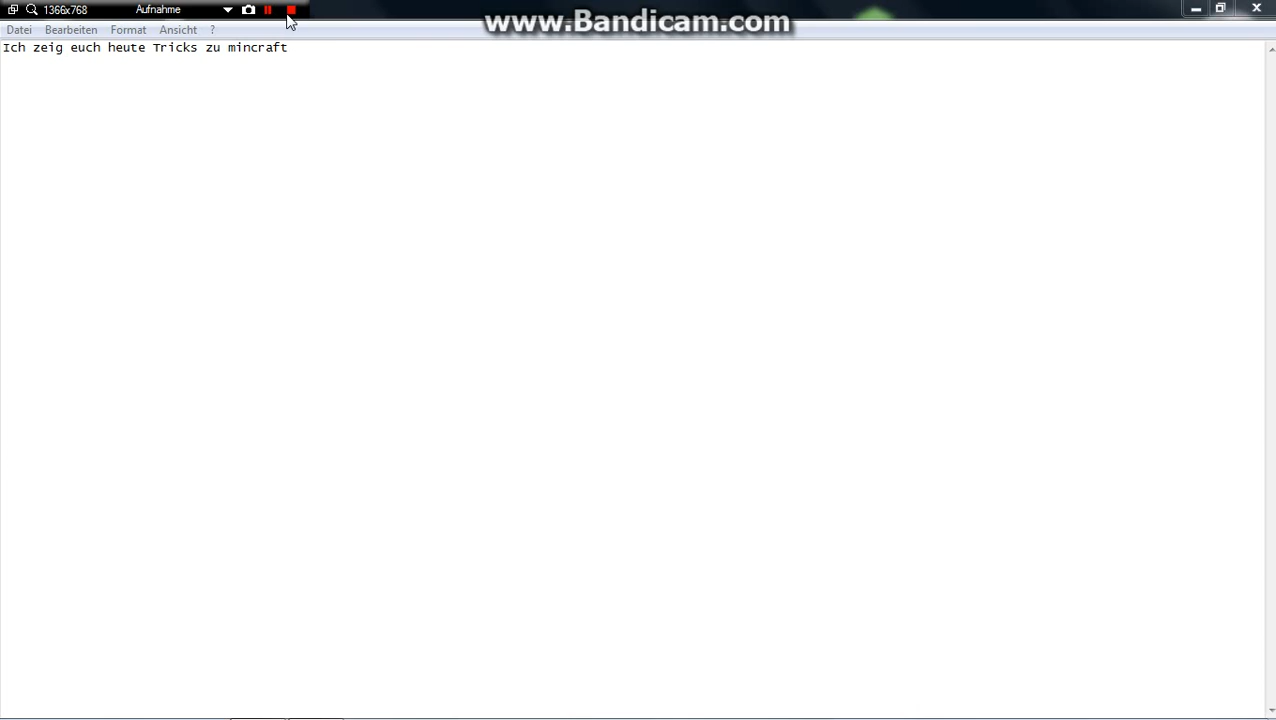 1366x768 Aufnahme
www.Bandicam.com
Datei Bearbeiten Format Ansicht ?
Ich zeig euch heute Tricks zu mincraft